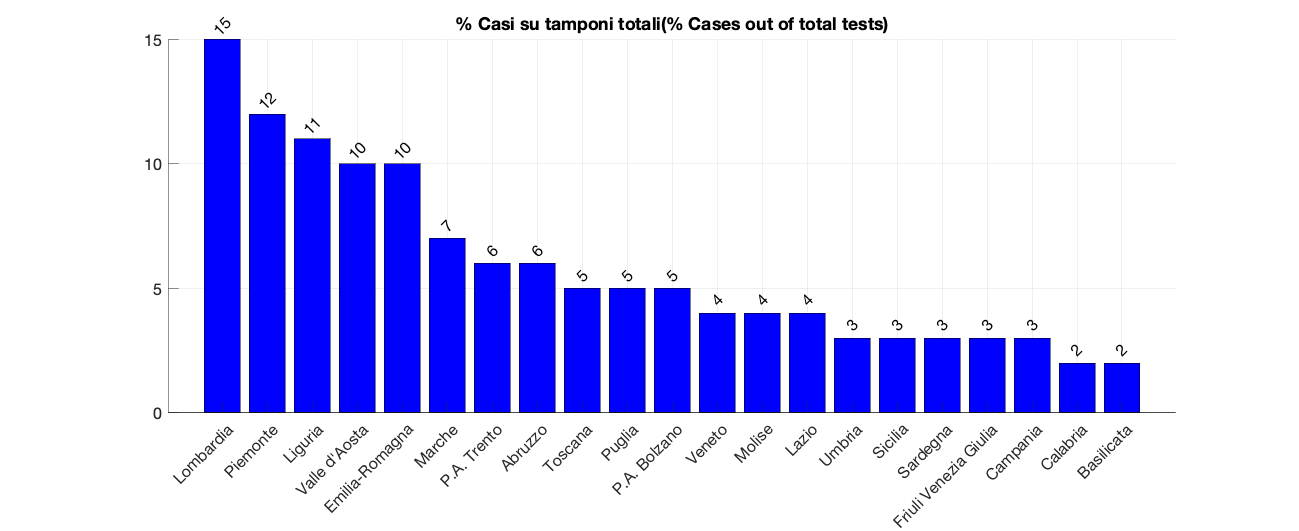 % Casi su tamponi totali(% Cases out of total tests)
15
10
5
0
15
12
11
10
10
7
6
6
5
5
5
4
4
4
3
3
3
3
3
2
2
Lombardia
Piemonte
Liguria
Valle d'Aosta
Emilia-Romagna
Marche
P.A. Trento
Abruzzo
Toscana
Puglia
P.A. Bolzano
Veneto
Molise
Lazio
Umbria
Sicilia
Sardegna
Friuli Venezia Giulia
Campania
Calabria
Basilicata